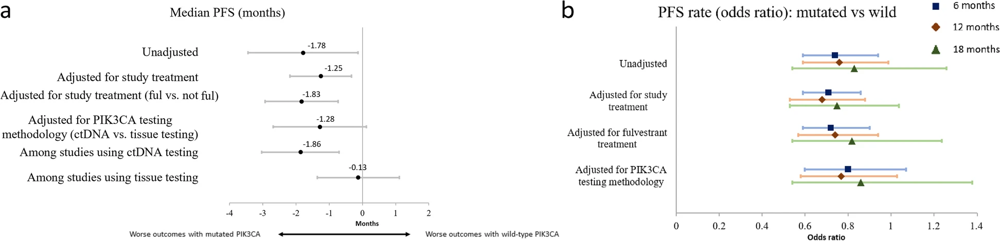 a
Median PFS (months)
Unadjusted
-1.78
Adjusted for study treatment
-1.25
Adjusted for study treatment (ful vs. not ful)
-1.83
Adjusted for PIK3CA testing
methodology (ctDNA vs. tissue testing)
-1.28
Among studies using ctDNA testing
-1.86
Among studies using tissue testing
-0.13
-4 -3 -2 -1 0 1 2
Months
Worse outcomes with mutated PIK3CA
Worse outcomes with wild-type PIK3CA
b
PFS rate (odds ratio): mutated vs wild
6 months
12 months
18 months
Unadjusted
Adjusted for study
treatment
Adjusted for fulvestrant
treatment
Adjusted for PIK3CA
testing methodology
0 0.2 0.4 0.6 0.8 1 1.2 1.4
Odds ratio